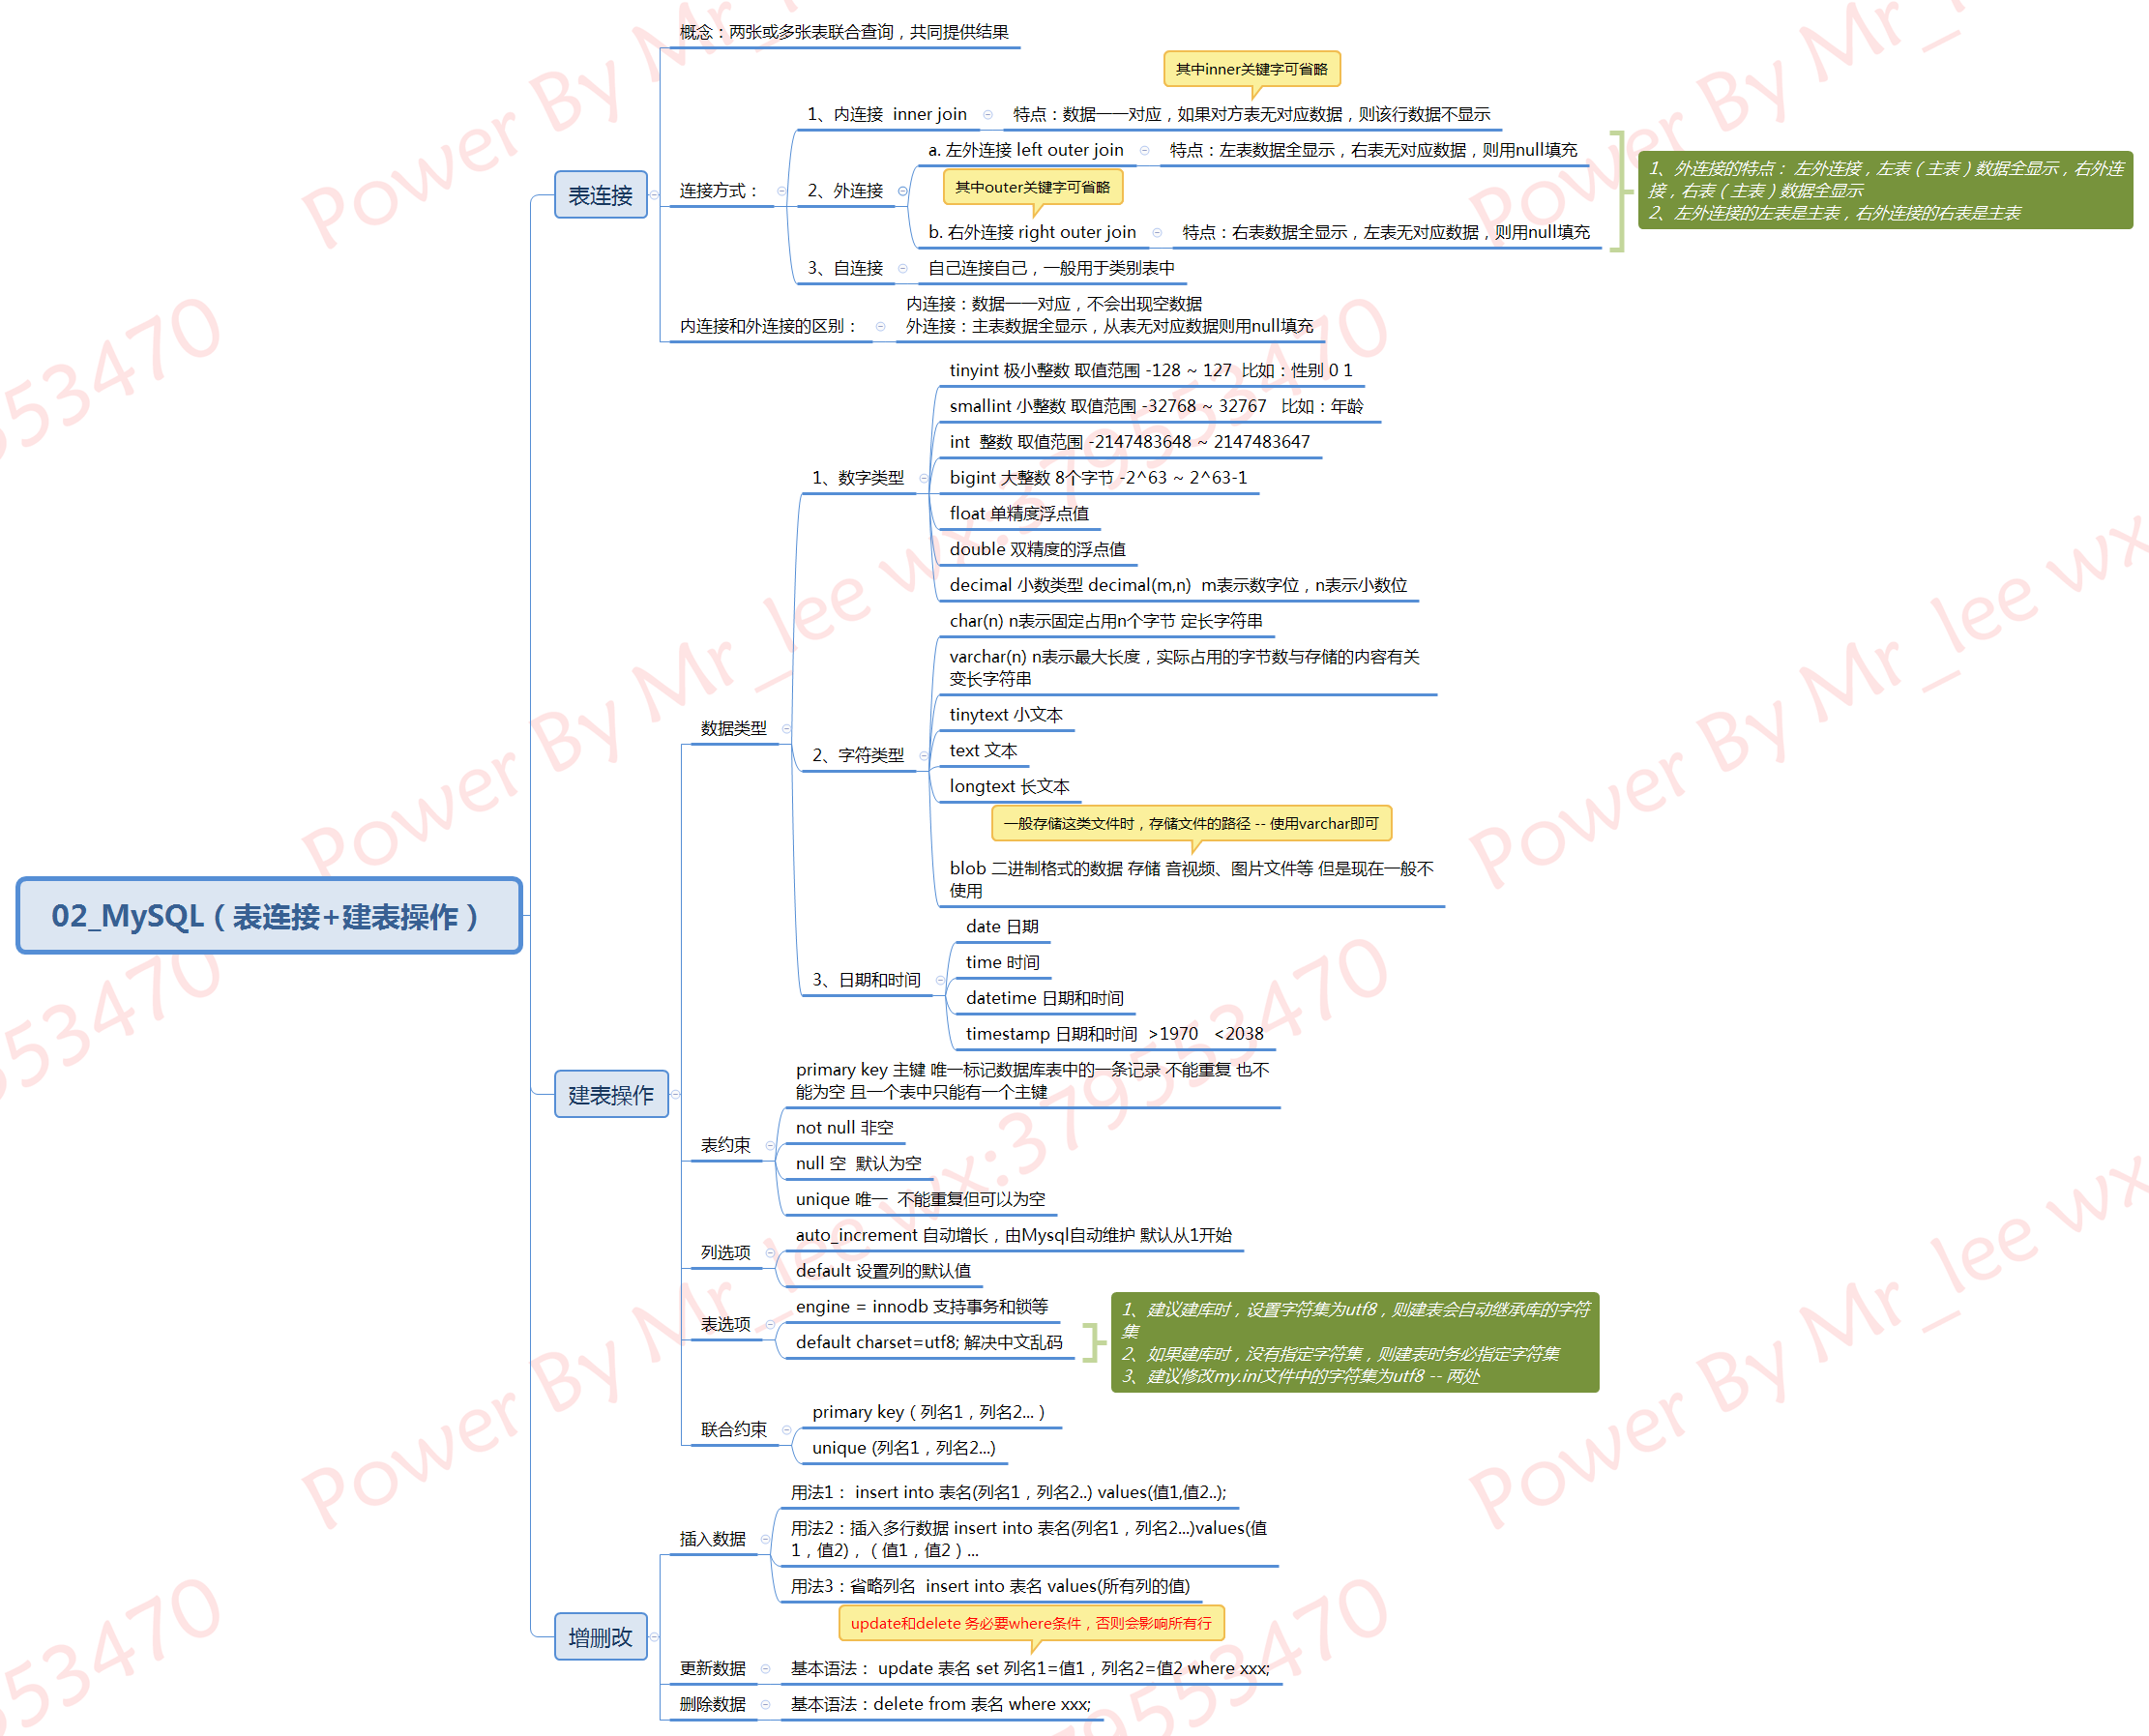 02_MySQL（表连接+建表操作）
表连接
概念：两张或多张表联合查询，共同提供结果
连接方式：
1、内连接  inner join
其中inner关键字可省略
特点：数据一一对应，如果对方表无对应数据，则该行数据不显示
2、外连接
a. 左外连接 left outer join
特点：左表数据全显示，右表无对应数据，则用null填充
其中outer关键字可省略
b. 右外连接 right outer join
特点：右表数据全显示，左表无对应数据，则用null填充
1、外连接的特点： 左外连接，左表（主表）数据全显示，右外连
接，右表（主表）数据全显示
2、左外连接的左表是主表，右外连接的右表是主表
3、自连接
自己连接自己，一般用于类别表中
内连接和外连接的区别：
内连接：数据一一对应，不会出现空数据
外连接：主表数据全显示，从表无对应数据则用null填充
建表操作
数据类型
1、数字类型
tinyint 极小整数 取值范围 -128 ~ 127  比如：性别 0 1
smallint 小整数 取值范围 -32768 ~ 32767   比如：年龄
int  整数 取值范围 -2147483648 ~ 2147483647
bigint 大整数 8个字节 -2^63 ~ 2^63-1
float 单精度浮点值
double 双精度的浮点值
decimal 小数类型 decimal(m,n)  m表示数字位，n表示小数位
2、字符类型
char(n) n表示固定占用n个字节 定长字符串
varchar(n) n表示最大长度，实际占用的字节数与存储的内容有关
变长字符串
tinytext 小文本
text 文本
longtext 长文本
一般存储这类文件时，存储文件的路径 -- 使用varchar即可
blob 二进制格式的数据 存储 音视频、图片文件等 但是现在一般不
使用
3、日期和时间
date 日期
time 时间
datetime 日期和时间
timestamp 日期和时间  >1970   <2038
表约束
primary key 主键 唯一标记数据库表中的一条记录 不能重复 也不
能为空 且一个表中只能有一个主键
not null 非空
null 空  默认为空
unique 唯一  不能重复但可以为空
列选项
auto_increment 自动增长，由Mysql自动维护 默认从1开始
default 设置列的默认值
表选项
engine = innodb 支持事务和锁等
default charset=utf8; 解决中文乱码
1、建议建库时，设置字符集为utf8，则建表会自动继承库的字符
集
2、如果建库时，没有指定字符集，则建表时务必指定字符集
3、建议修改my.ini文件中的字符集为utf8 -- 两处
联合约束
primary key（列名1，列名2...）
unique (列名1，列名2...)
增删改
插入数据
用法1： insert into 表名(列名1，列名2..) values(值1,值2..);
用法2：插入多行数据 insert into 表名(列名1，列名2...)values(值
1，值2)，（值1，值2）...
用法3：省略列名  insert into 表名 values(所有列的值)
update和delete 务必要where条件，否则会影响所有行
更新数据
基本语法： update 表名 set 列名1=值1，列名2=值2 where xxx;
删除数据
基本语法：delete from 表名 where xxx;
Power By Mr_lee wx:379553470
Power By Mr_lee wx:379553470